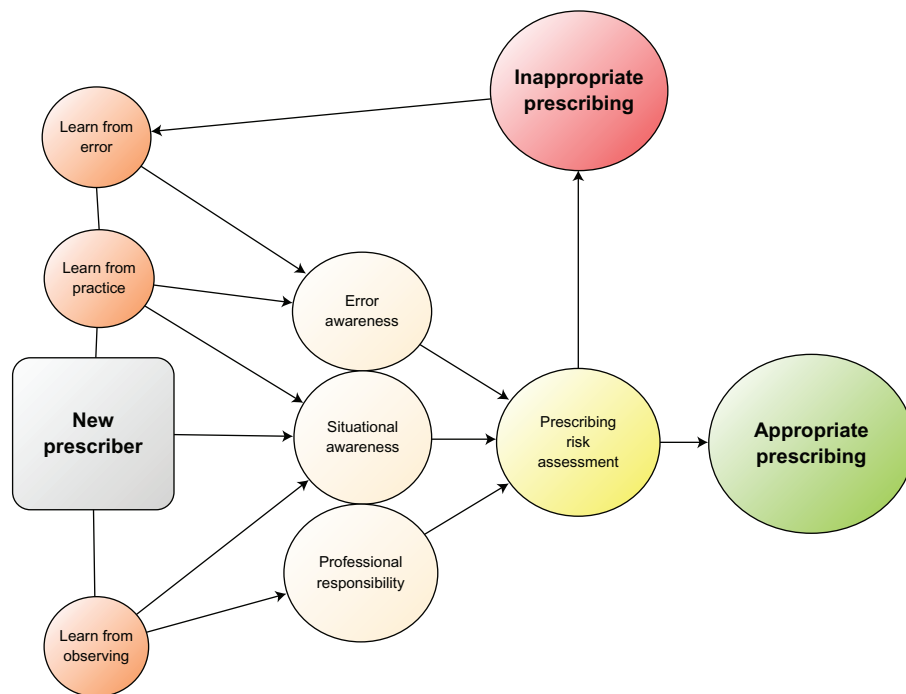 Inappropriate
prescribing
Learn from
error
Learn from
practice
Error
awareness
New
prescriber
Situational
awareness
Prescribing
risk
assessment
Appropriate
prescribing
Professional
responsibility
Learn from
observing